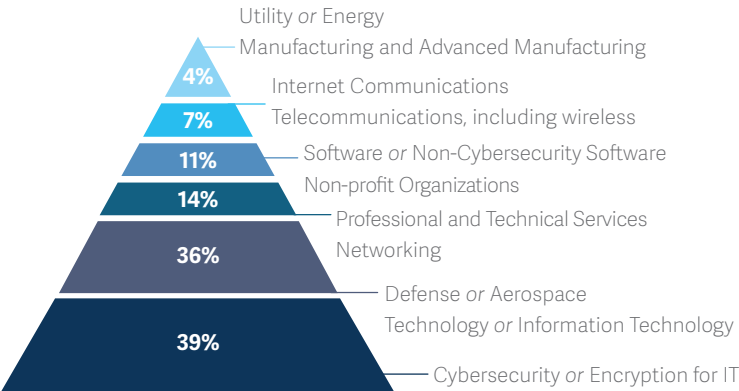 Utility or Energy
Manufacturing and Advanced Manufacturing
4%
Internet Communications
7%
Telecommunications, including wireless
11%
Software or Non-Cybersecurity Software
Non-profit Organizations
14%
Professional and Technical Services
Networking
36%
Defense or Aerospace
Technology or Information Technology
39%
Cybersecurity or Encryption for IT